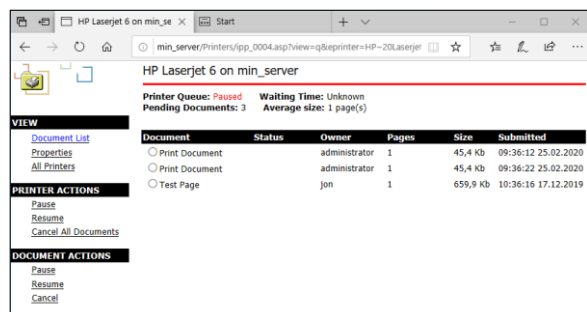 HP Laserjet 6 on min_se
Start
min_server/Printers/ipp_0004.asp?view=q&eprinter=HP~20Laserjet
HP Laserjet 6 on min_server
Printer Queue: Paused Waiting Time: Unknown
Pending Documents: 3 Average size: 1 page(s)
VIEW
Document List
Properties
All Printers
PRINTER ACTIONS
Pause
Resume
Cancel All Documents
DOCUMENT ACTIONS
Pause
Resume
Cancel
Document Status Owner Pages Size Submitted
Print Document administrator 1 45,4 Kb 09:36:12 25.02.2020
Print Document administrator 1 45,4 Kb 09:36:22 25.02.2020
Test Page jon 1 659,9 Kb 10:36:16 17.12.2019